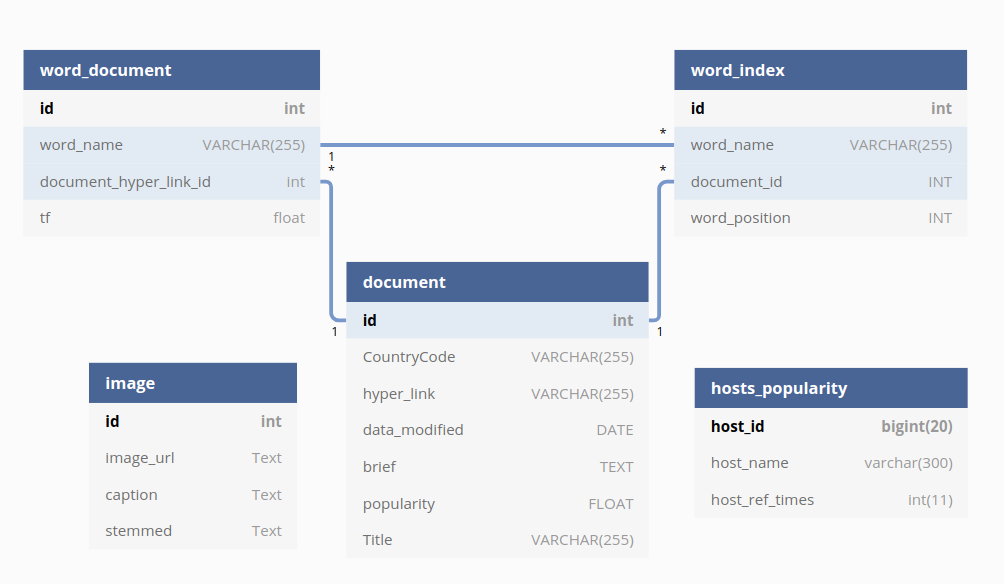 word_document
id int
word_name VARCHAR(255)
document_hyper_link_id int
tf float
word_index
id int
word_name VARCHAR(255)
document_id INT
word_position INT
1
*
*
*
1
1
document
id int
CountryCode VARCHAR(255)
hyper_link VARCHAR(255)
data_modified DATE
brief TEXT
popularity FLOAT
Title VARCHAR(255)
image
id int
image_url Text
caption Text
stemmed Text
hosts_popularity
host_id bigint(20)
host_name varchar(300)
host_ref_times int(11)